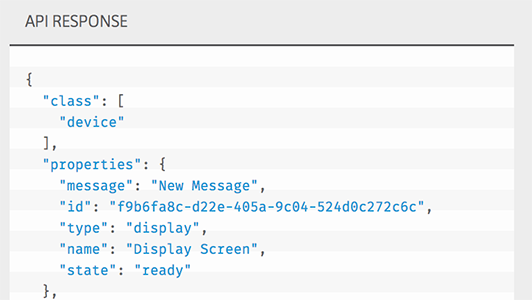 API RESPONSE
{
"class": [
"device"
],
"properties": {
"message": "New Message",
"id": "f9b6fa8c-d22e-405a-9c04-524d0c272c6c",
"type": "display",
"name": "Display Screen",
"state": "ready"
},